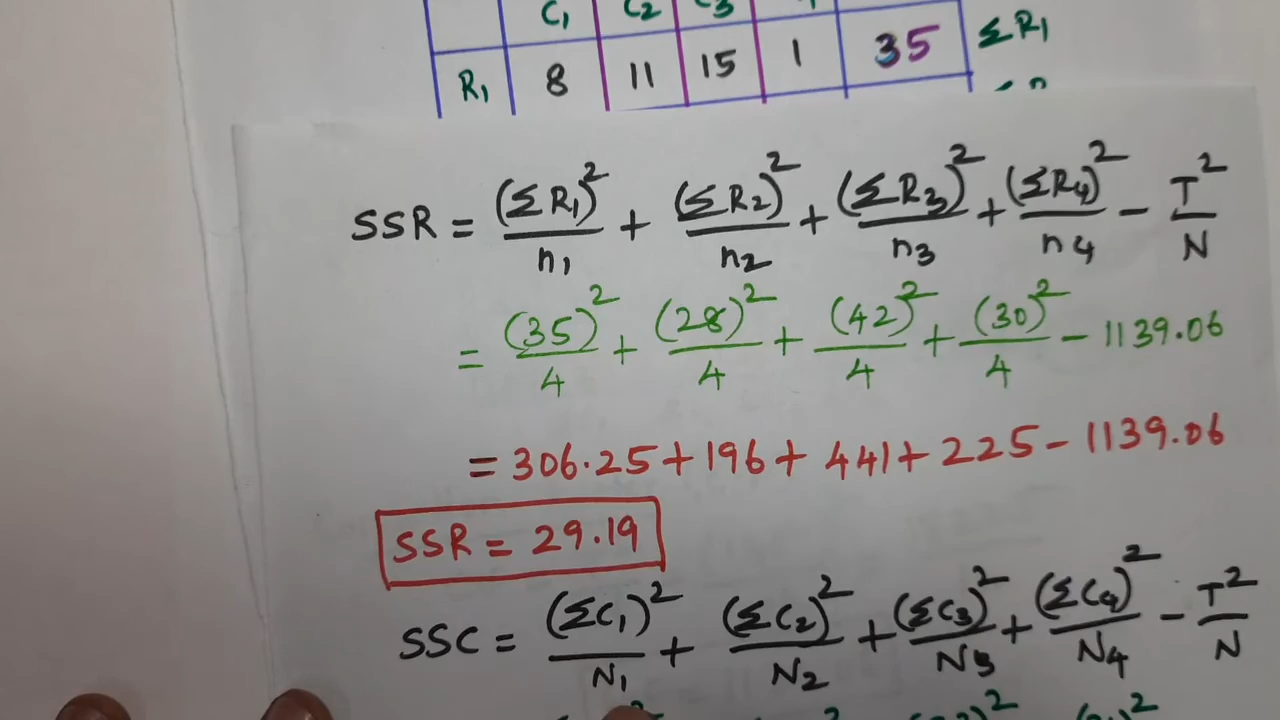 C₁ C₂ C₃
R₁ 8 11 15 1 35 ΣR₁
SSR = (ΣR₁)²/n₁ + (ΣR₂)²/n₂ + (ΣR₃)²/n₃ + (ΣR₄)²/n₄ − T²/N
= (35)²/4 + (28)²/4 + (42)²/4 + (30)²/4 − 1139.06
= 306.25 + 196 + 441 + 225 − 1139.06
SSR = 29.19
SSC = (ΣC₁)²/N₁ + (ΣC₂)²/N₂ + (ΣC₃)²/N₃ + (ΣC₄)²/N₄ − T²/N